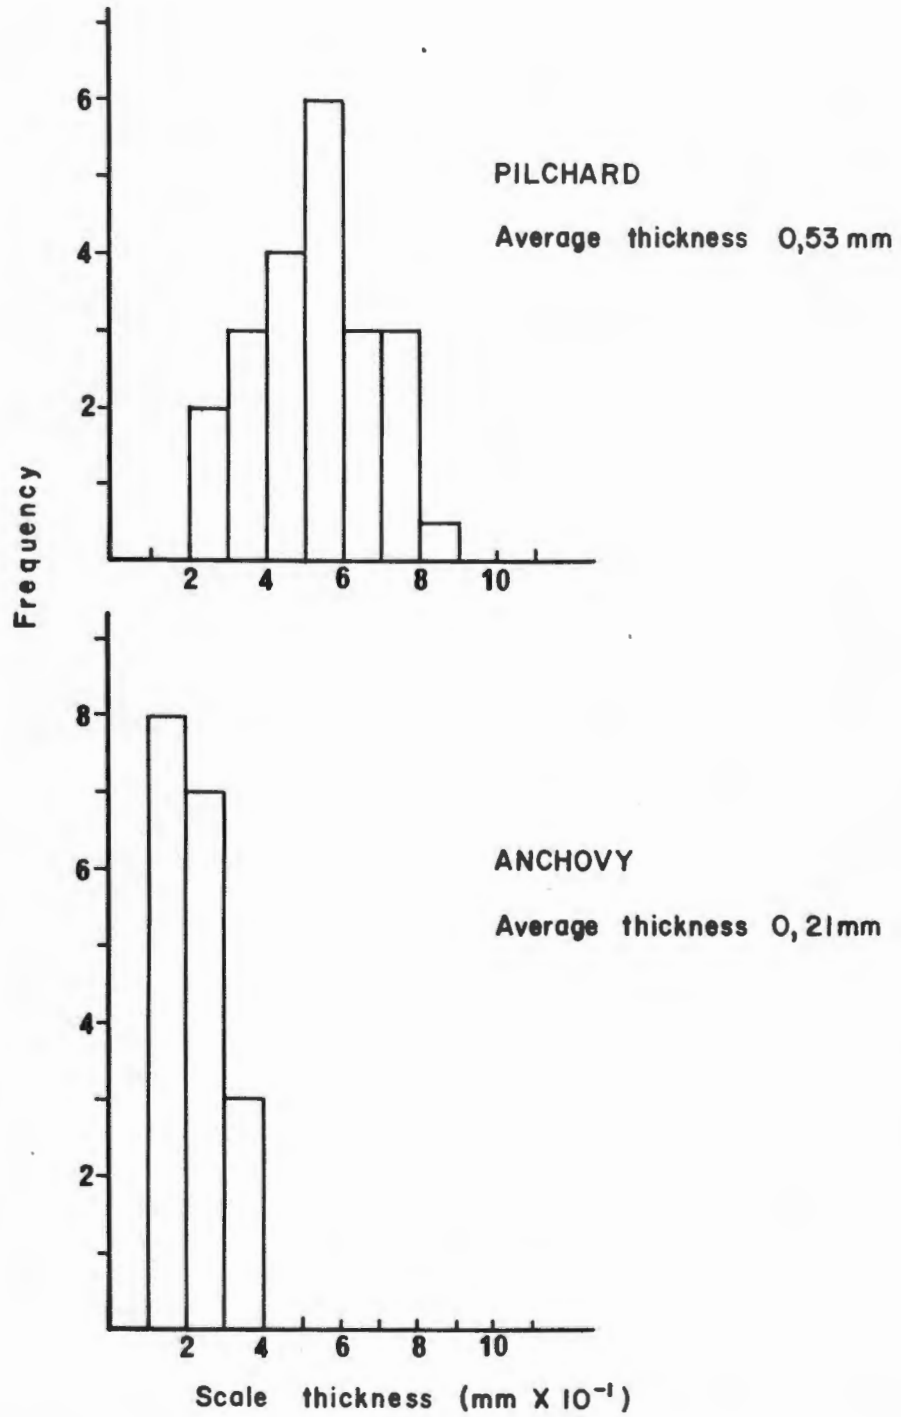 6
4
2
2 4 6 8 10
PILCHARD
Average thickness 0,53 mm
Frequency
8
6
4
2
2 4 6 8 10
ANCHOVY
Average thickness 0,21mm
Scale thickness (mm X 10⁻¹)